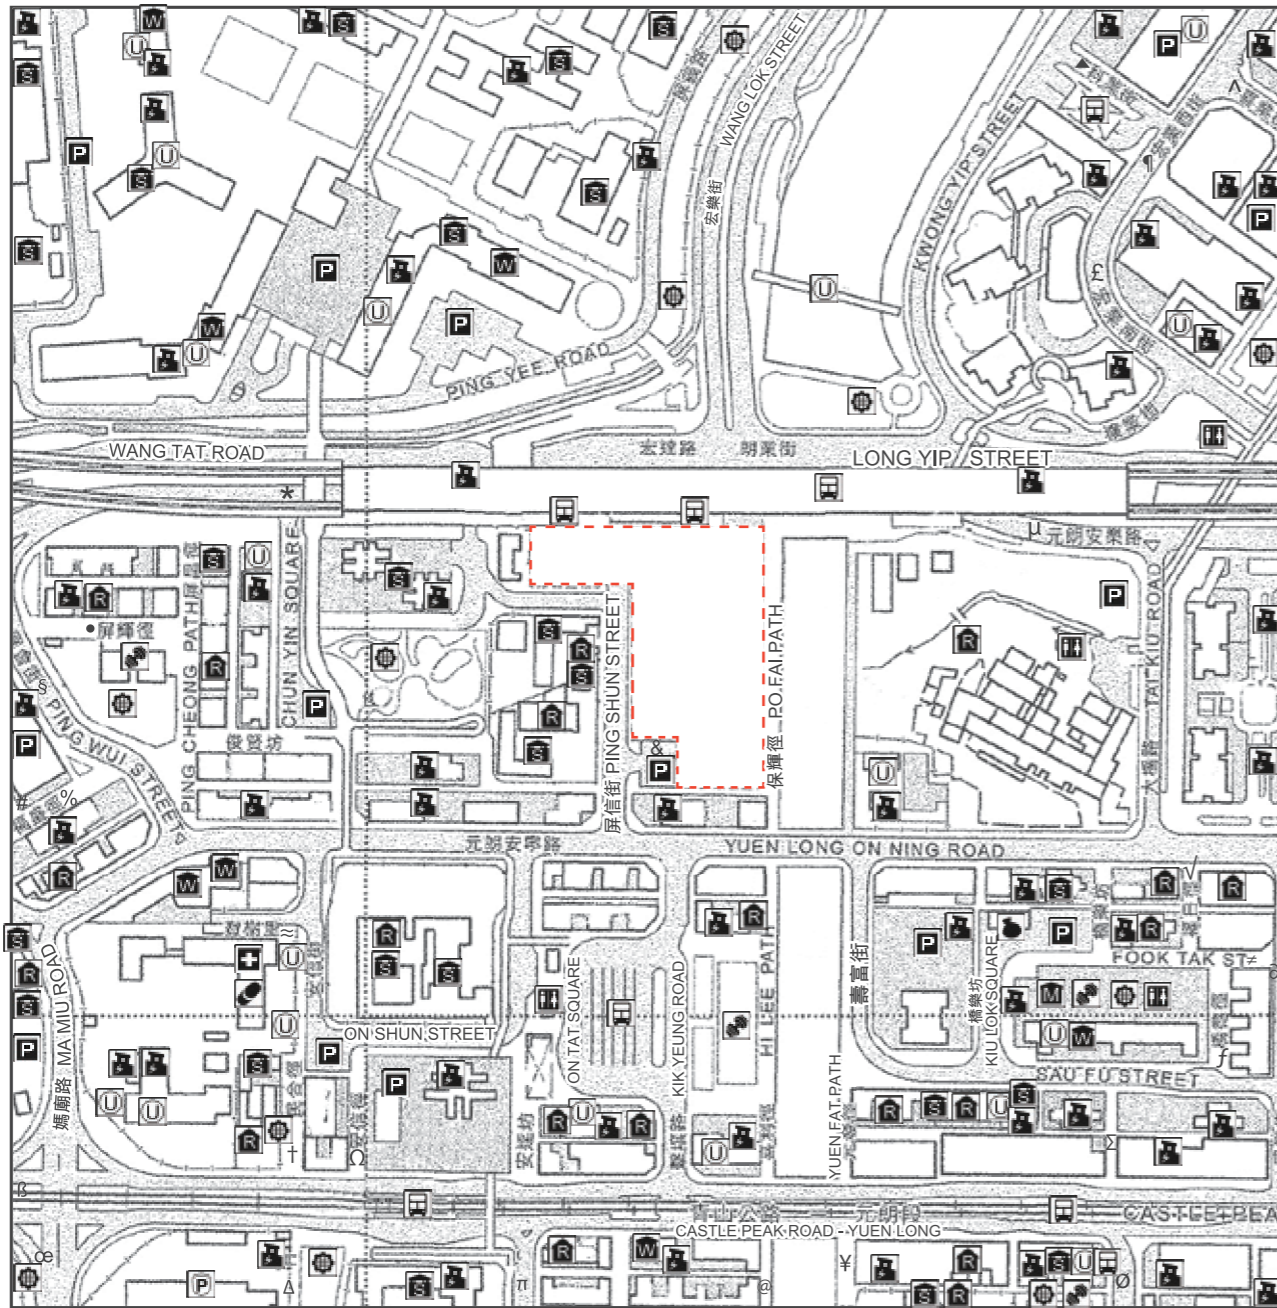 WANG LOK STREET
宏樂街
KWONG YIP STREET
PING YEE ROAD
WANG TAT ROAD
宏達路
朗業街
LONG YIP STREET
元朗安樂路
屏輝徑
PING CHEONG PATH
CHUN YIN SQUARE
俊賢坊
PING WUI STREET
屏信街 PING SHUN STREET
保輝徑 PO FAI PATH
大橋路 TAI KIU ROAD
元朗安寧路
YUEN LONG ON NING ROAD
媽廟路 MA MIU ROAD
ON SHUN STREET
ON TAT SQUARE
KIK YEUNG ROAD
HI LEE PATH
壽富街
YUEN FAT PATH
橋樂坊
KIU LOK SQUARE
FOOK TAK ST
SAU FU STREET
安達坊
青山公路 - 元朗段
CASTLE PEAK ROAD - YUEN LONG
CASTLE PEA